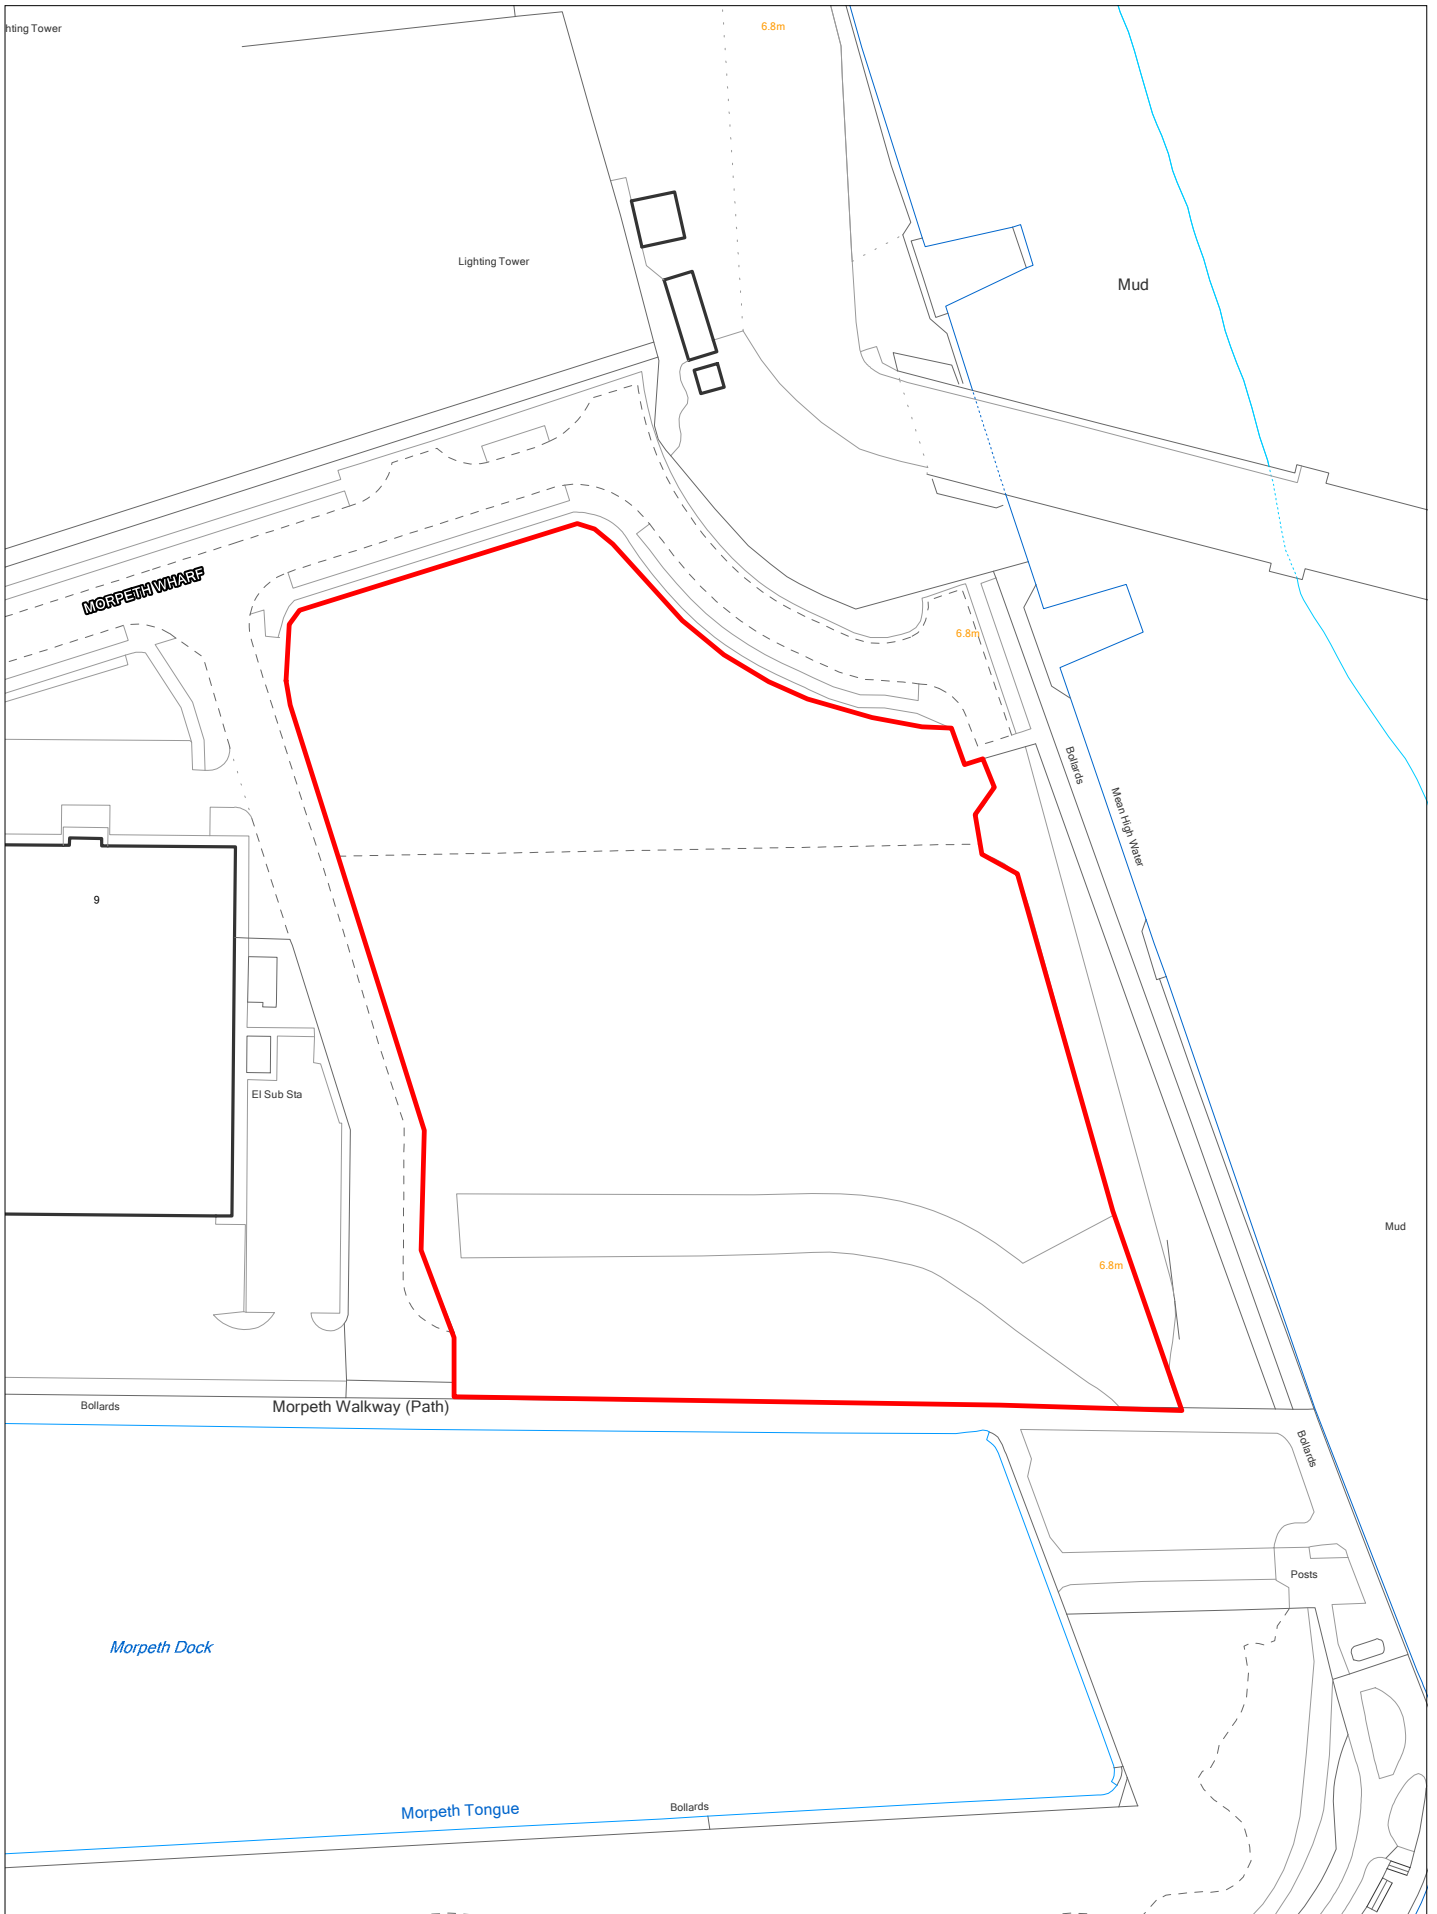 hting Tower
6.8m
Lighting Tower
Mud
MORPETH WHARF
6.8m
Bollards
Mean High Water
9
El Sub Sta
Mud
6.8m
Bollards
Morpeth Walkway (Path)
Bollards
Posts
Morpeth Dock
Morpeth Tongue
Bollards